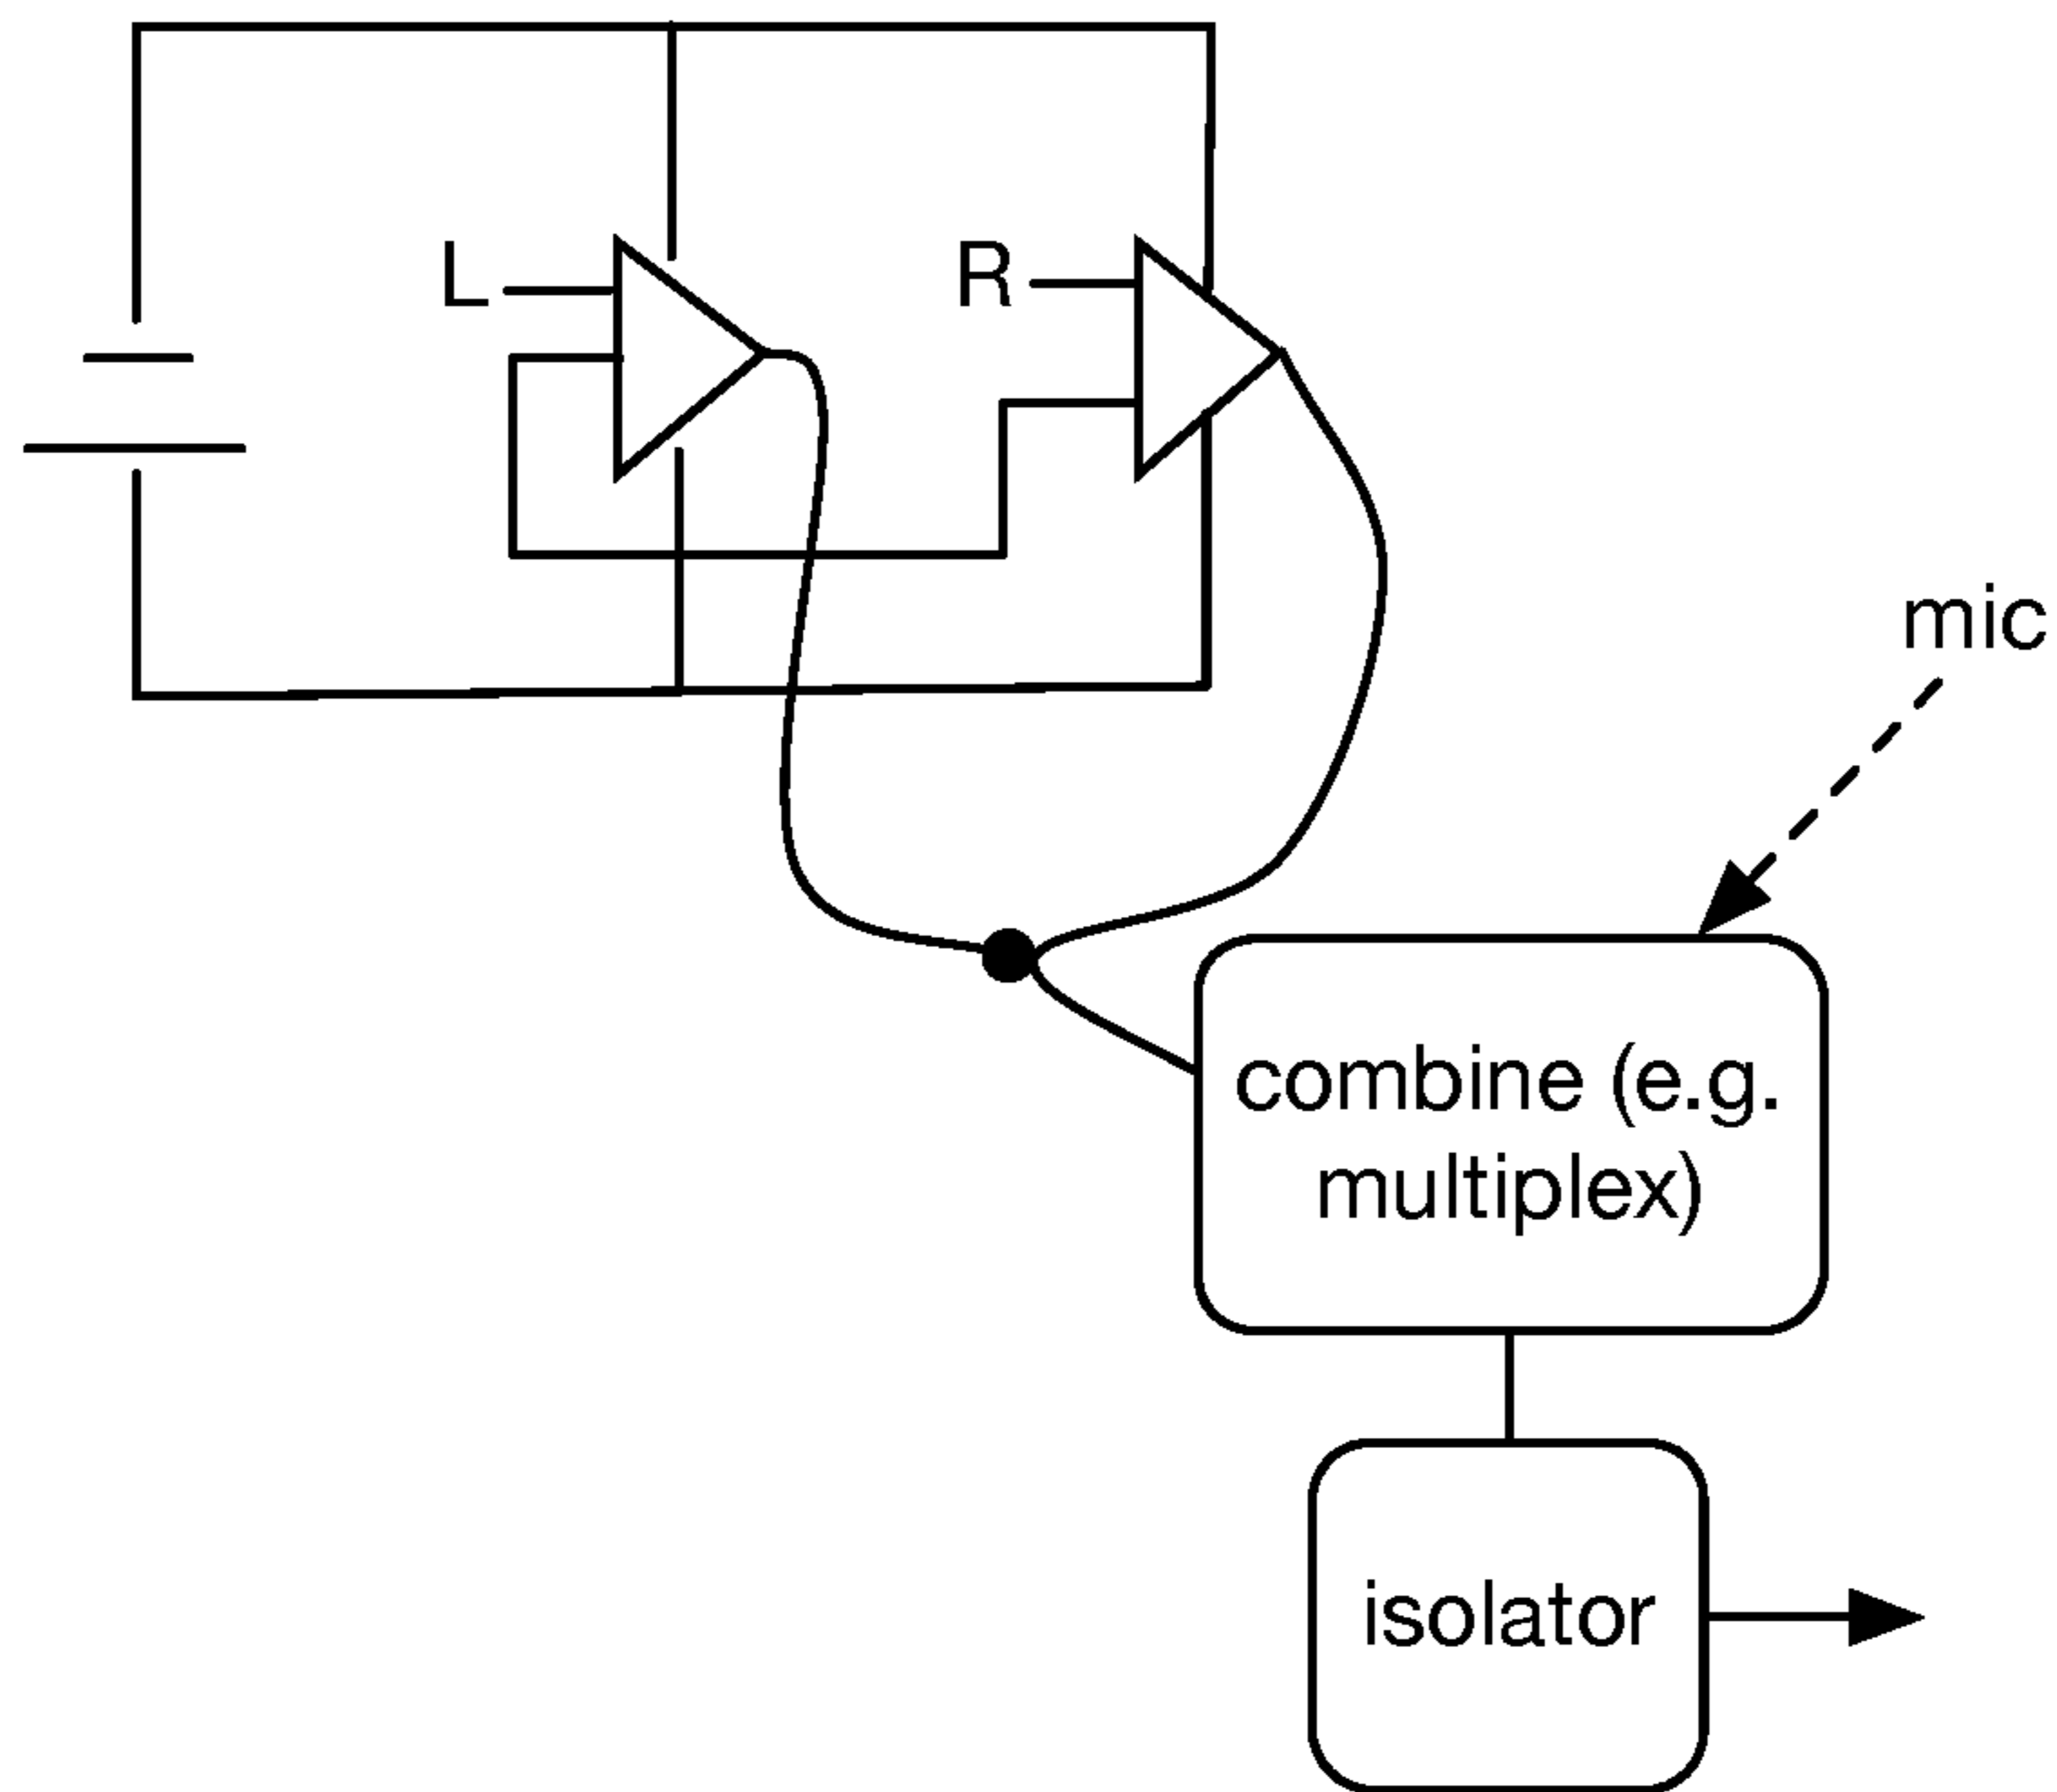 L
R
mic
combine (e.g.
multiplex)
isolator